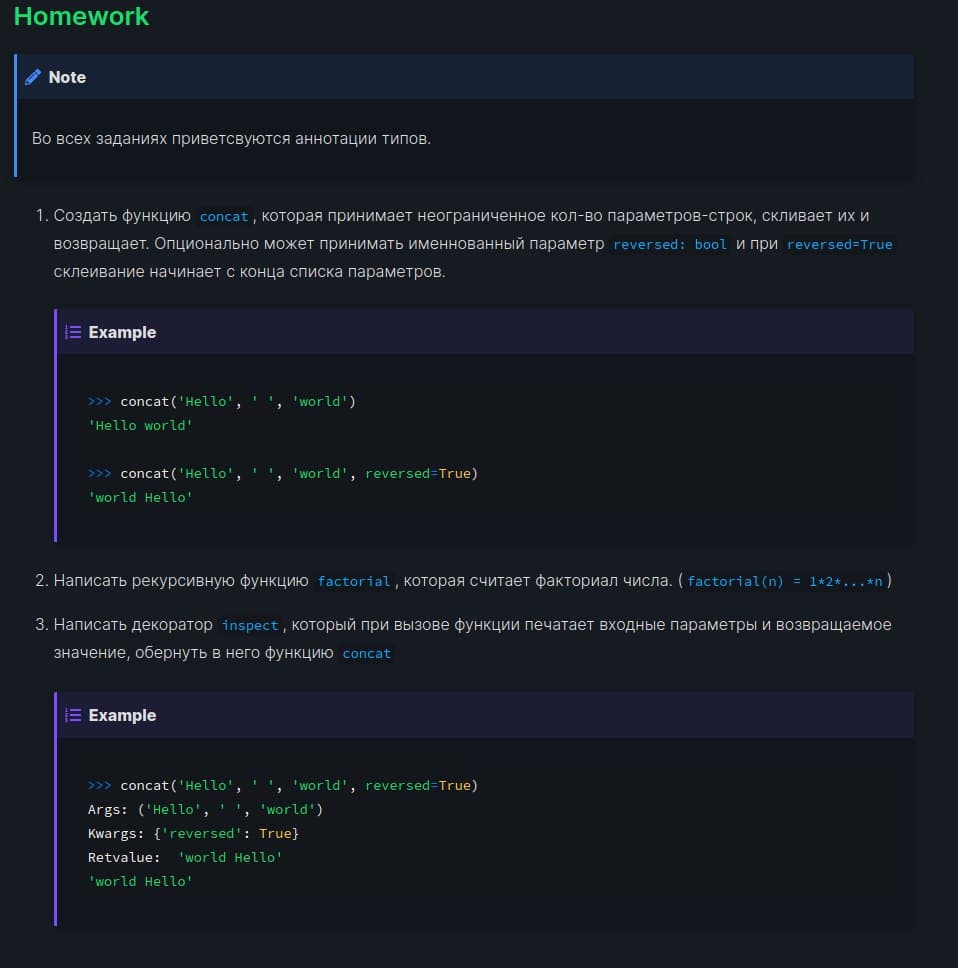 Homework
Note
Во всех заданиях приветсвуются аннотации типов.
1. Создать функцию concat, которая принимает неограниченное кол-во параметров-строк, скливает их и
возвращает. Опционально может принимать именнованный параметр reversed: bool и при reversed=True
склеивание начинает с конца списка параметров.
Example
>>> concat('Hello', ' ', 'world')
'Hello world'
>>> concat('Hello', ' ', 'world', reversed=True)
'world Hello'
2. Написать рекурсивную функцию factorial, которая считает факториал числа. (factorial(n) = 1*2*...*n)
3. Написать декоратор inspect, который при вызове функции печатает входные параметры и возвращаемое
значение, обернуть в него функцию concat
Example
>>> concat('Hello', ' ', 'world', reversed=True)
Args: ('Hello', ' ', 'world')
Kwargs: {'reversed': True}
Retvalue:  'world Hello'
'world Hello'